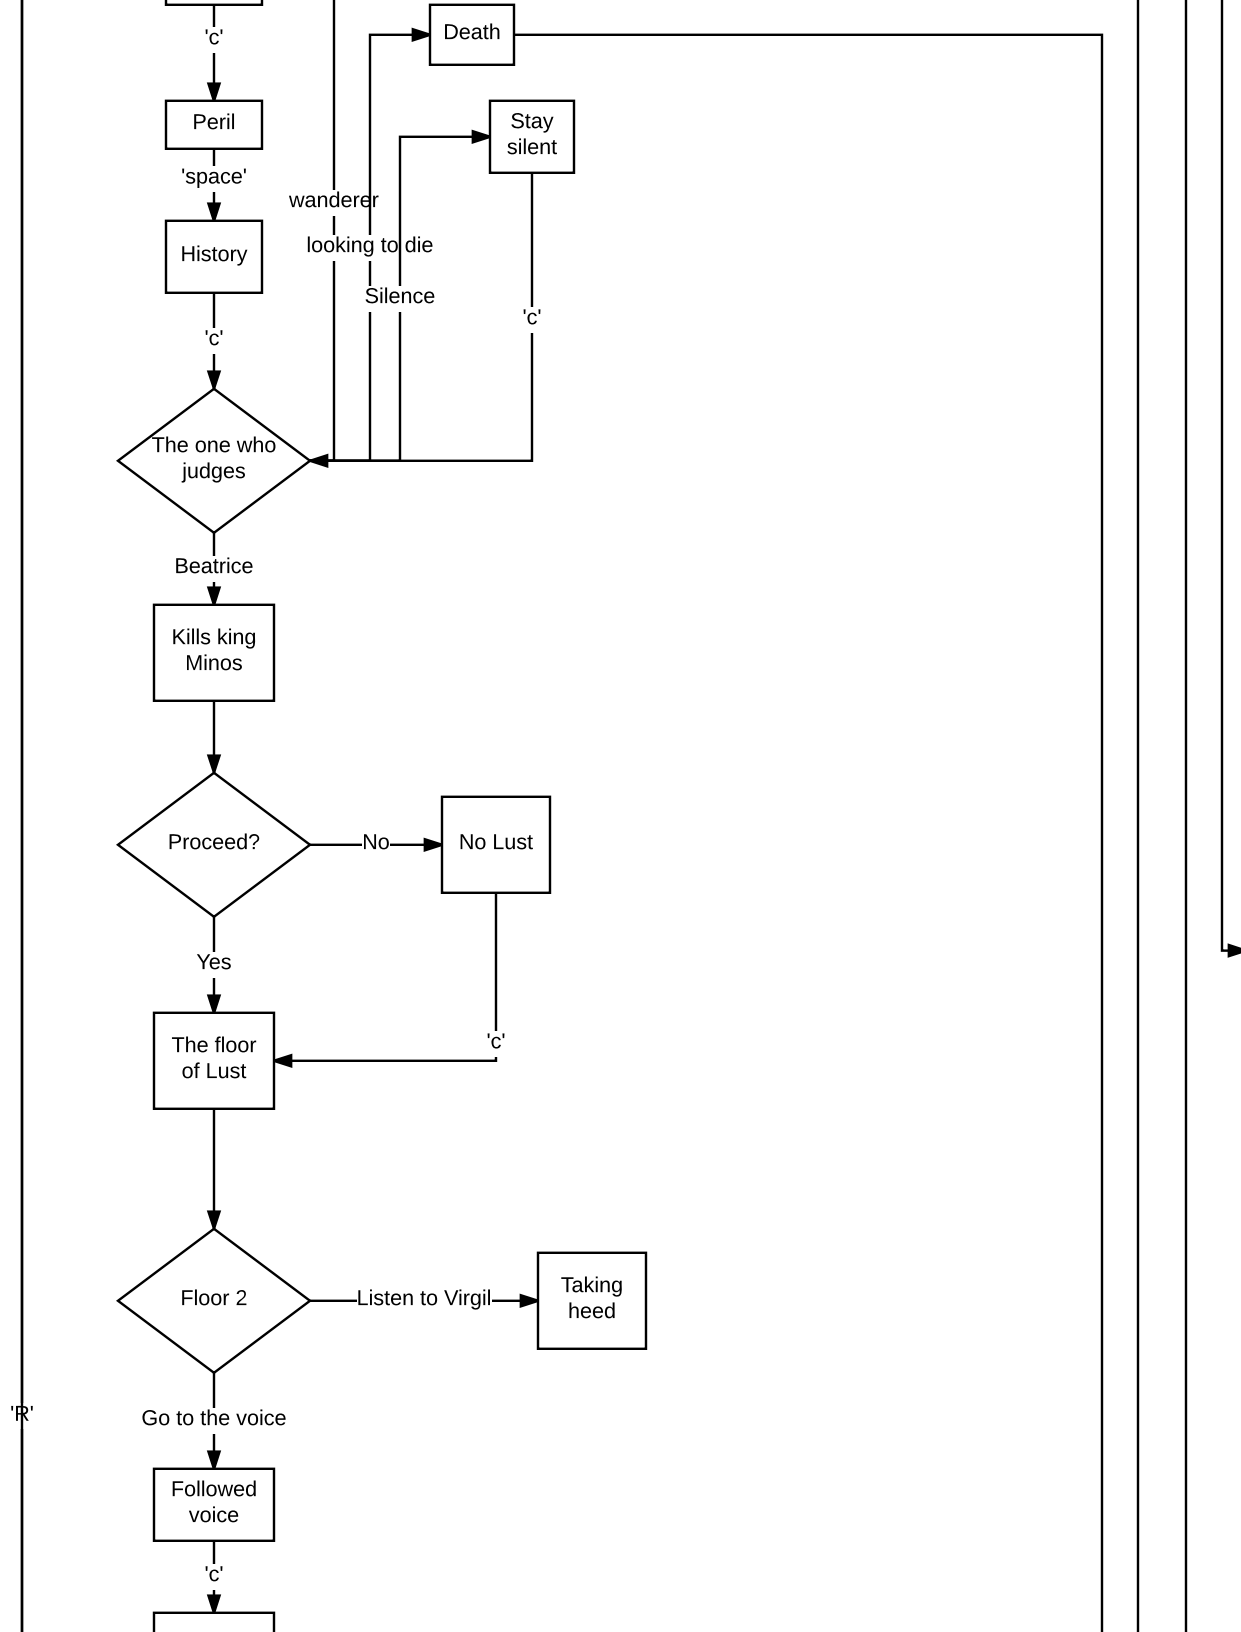 Death
'c'
Peril
Stay
silent
'space'
wanderer
History
looking to die
Silence
'c'
'c'
The one who
judges
Beatrice
Kills king
Minos
Proceed?
No
No Lust
Yes
The floor
of Lust
'c'
Floor 2
Listen to Virgil
Taking
heed
'R'
Go to the voice
Followed
voice
'c'